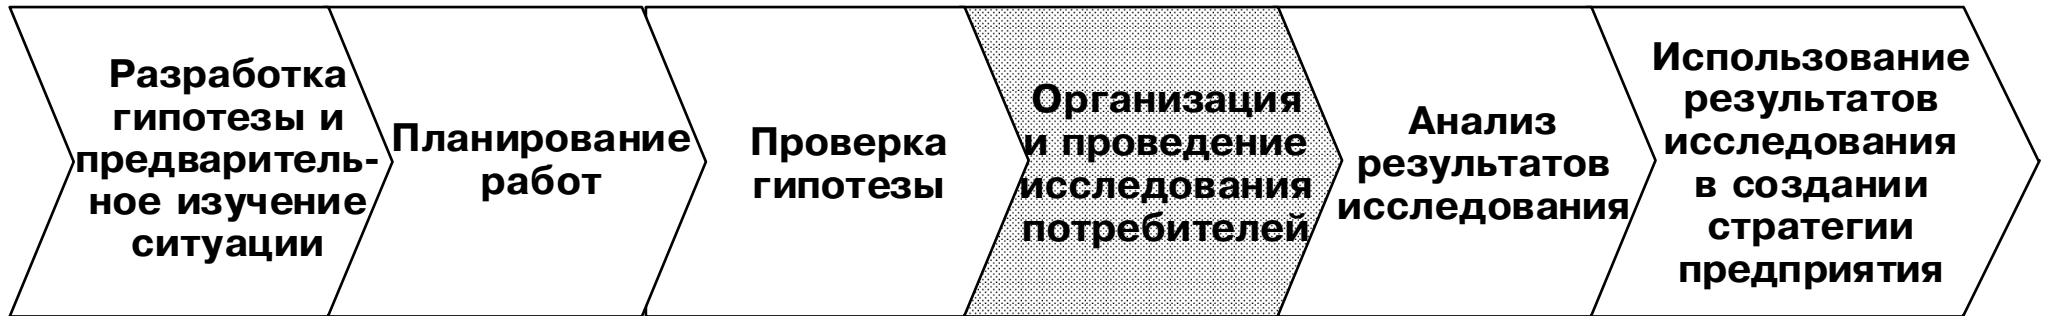 Разработка
гипотезы и
предваритель-
ное изучение
ситуации
Планирование
работ
Проверка
гипотезы
Организация
и проведение
исследования
потребителей
Анализ
результатов
исследования
Использование
результатов
исследования
в создании
стратегии
предприятия